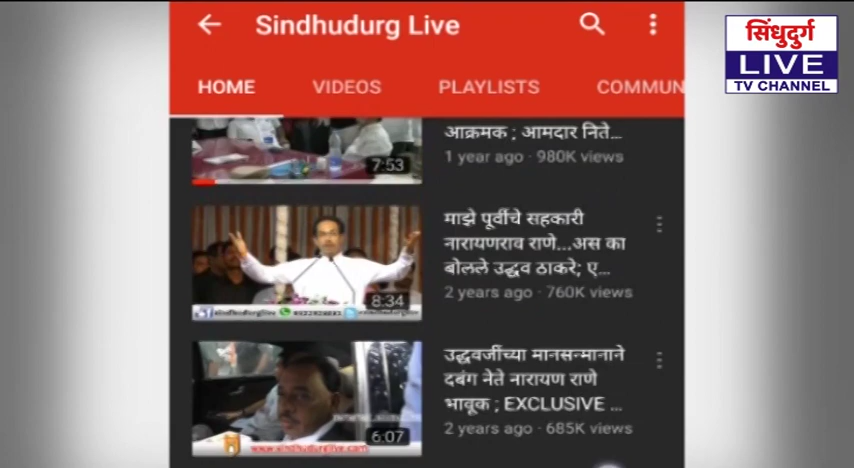 Sindhudurg Live
सिंधुदुर्ग
LIVE
TV CHANNEL
HOME VIDEOS PLAYLISTS COMMUN
आक्रमक ; आमदार निते...
1 year ago · 980K views
7:53
माझे पूर्वीचे सहकारी
नारायणराव राणे...अस का
बोलले उद्धव ठाकरे; ए...
2 years ago · 760K views
8:34
उद्धवजींच्या मानसन्मानाने
दबंग नेते नारायण राणे
भावूक ; EXCLUSIVE ...
2 years ago · 685K views
6:07